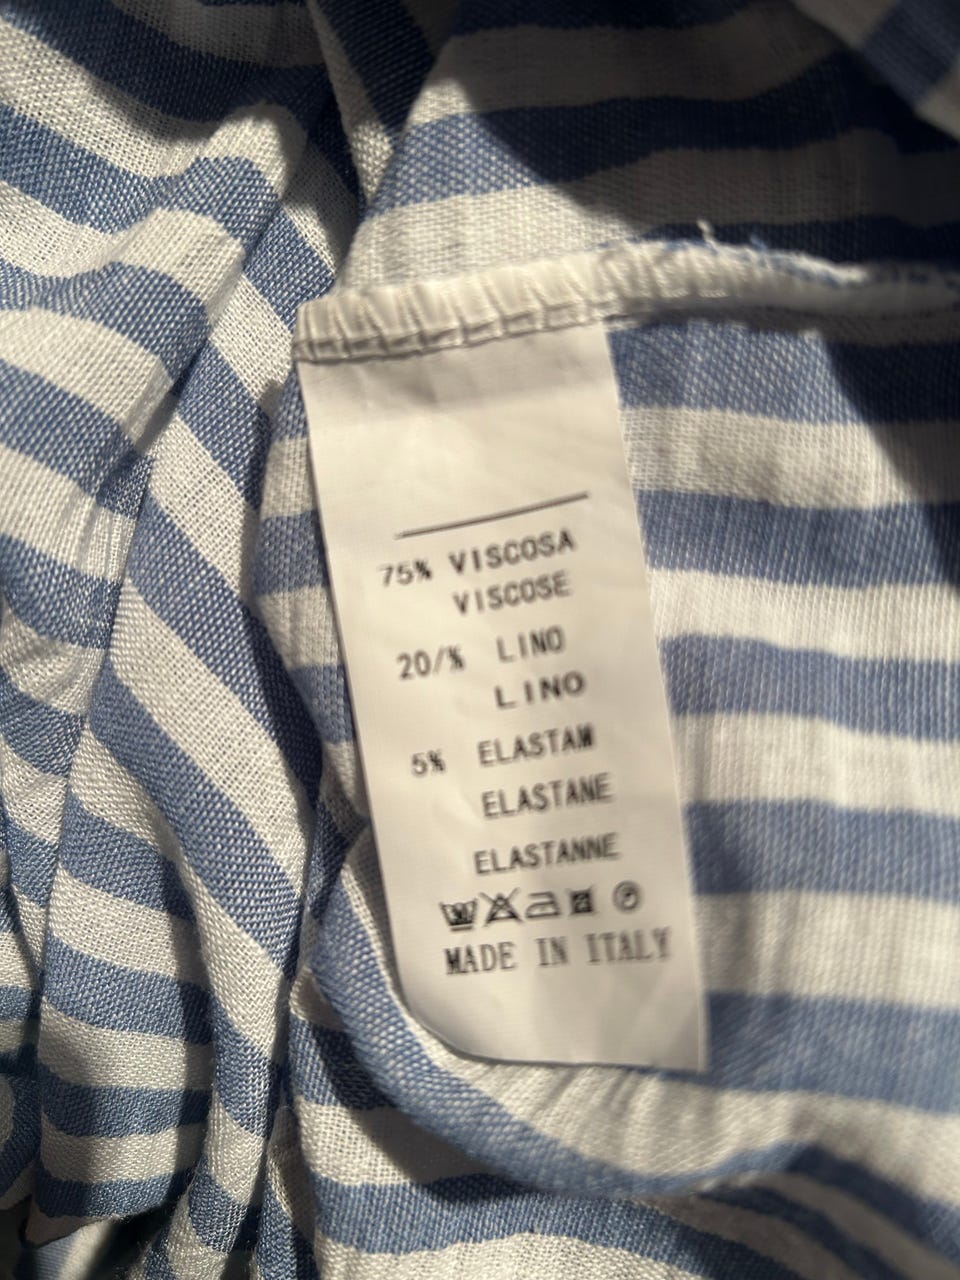 75% VISCOSA
VISCOSE
20/% LINO
LINO
5% ELASTAM
ELASTANE
ELASTANNE
MADE IN ITALY